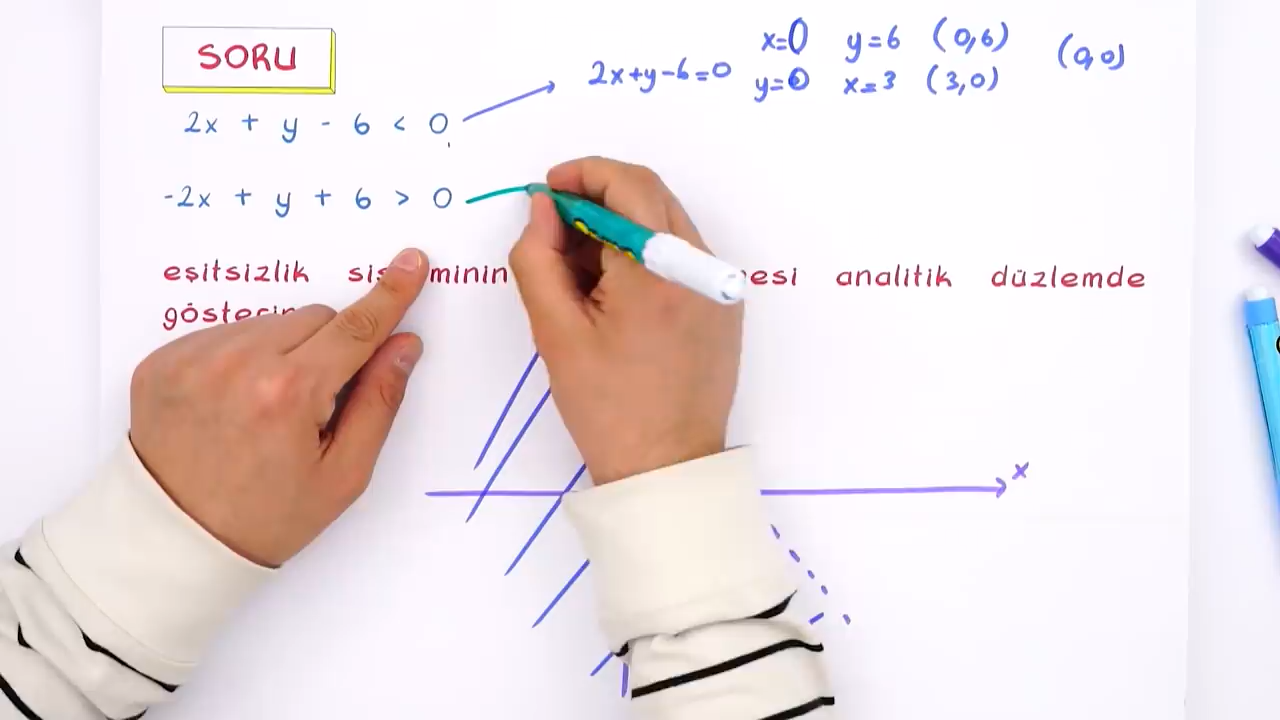 SORU
2x + y - 6 < 0
2x+y-6=0
x=0 y=6 (0,6)
y=0 x=3 (3,0)
(0,0)
-2x + y + 6 > 0
eşitsizlik analitik düzlemde
x